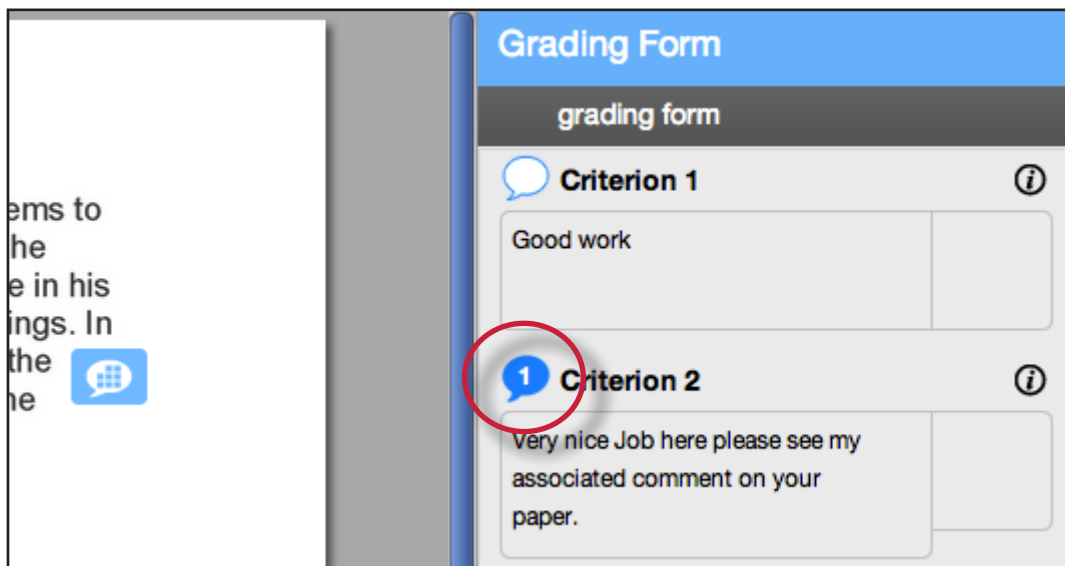 ems to
he
e in his
ings. In
the
ne
Grading Form
grading form
Criterion 1
Good work
1 Criterion 2
Very nice Job here please see my
associated comment on your
paper.